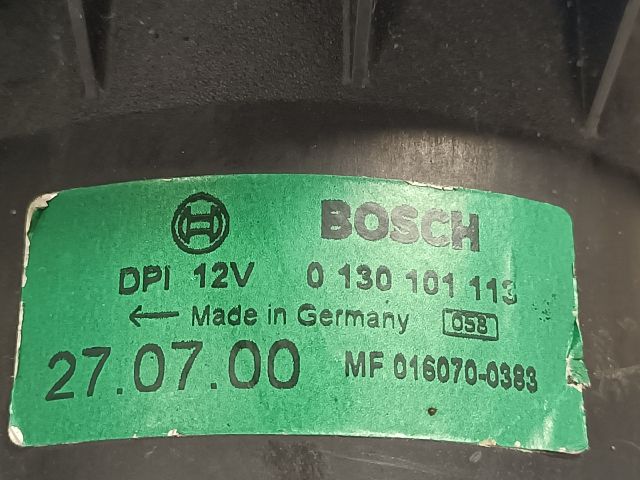 BOSCH
DPI 12V 0 130 101 113
← Made in Germany 058
27.07.00 MF 016070-0383